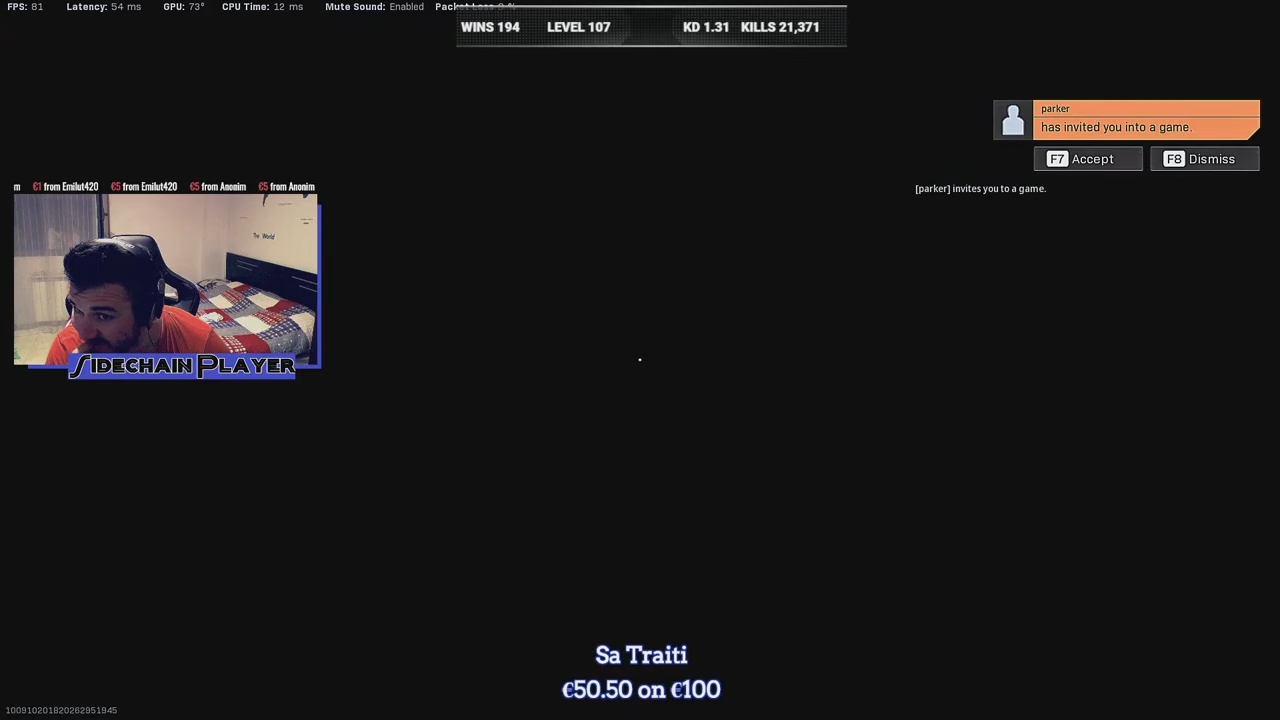 FPS: 81 Latency: 54 ms GPU: 73° CPU Time: 12 ms Mute Sound: Enabled Packet Loss 0 %
WINS 194 LEVEL 107 KD 1.31 KILLS 21,371
parker
has invited you into a game.
F7 Accept F8 Dismiss
[parker] invites you to a game.
m €1 from Emilut420 €5 from Emilut420 €5 from Anonim €5 from Anonim
The World
SIDECHAIN PLAYER
Sa Traiti
€50.50 on €100